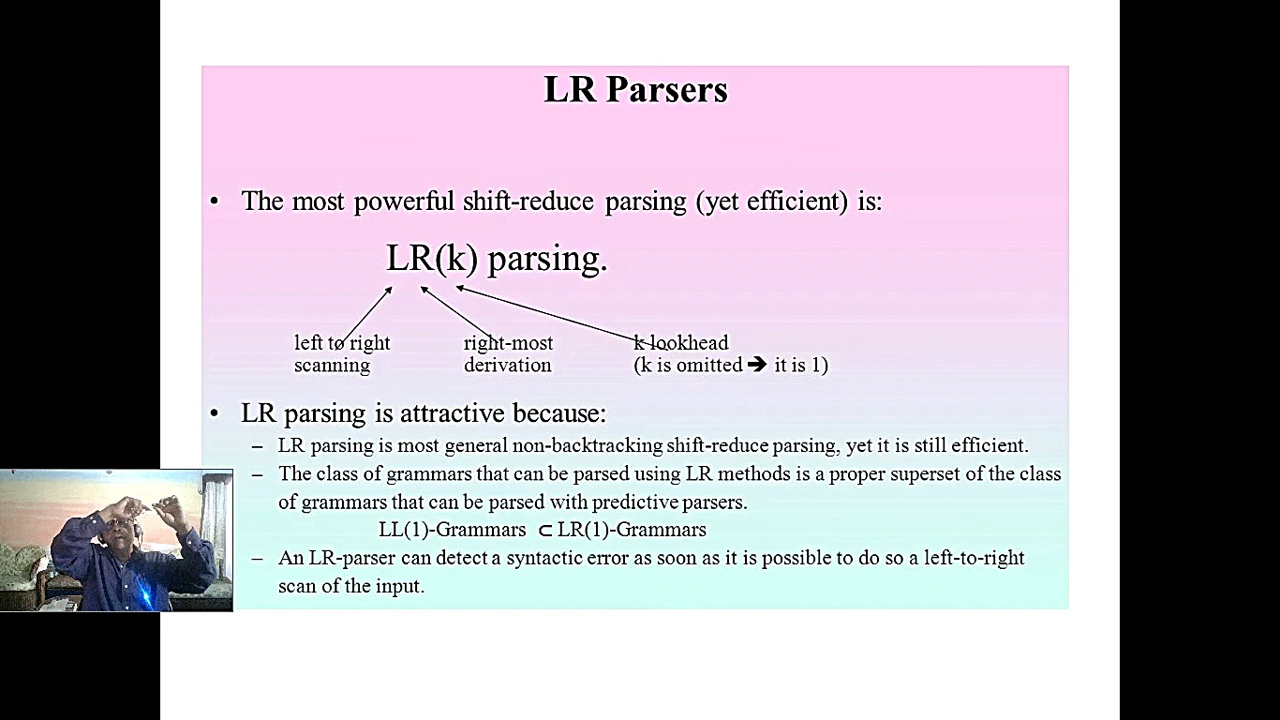 LR Parsers
• The most powerful shift-reduce parsing (yet efficient) is:
LR(k) parsing.
left to right right-most k lookhead
scanning derivation (k is omitted ➔ it is 1)
• LR parsing is attractive because:
– LR parsing is most general non-backtracking shift-reduce parsing, yet it is still efficient.
– The class of grammars that can be parsed using LR methods is a proper superset of the class
of grammars that can be parsed with predictive parsers.
LL(1)-Grammars ⊂ LR(1)-Grammars
– An LR-parser can detect a syntactic error as soon as it is possible to do so a left-to-right
scan of the input.